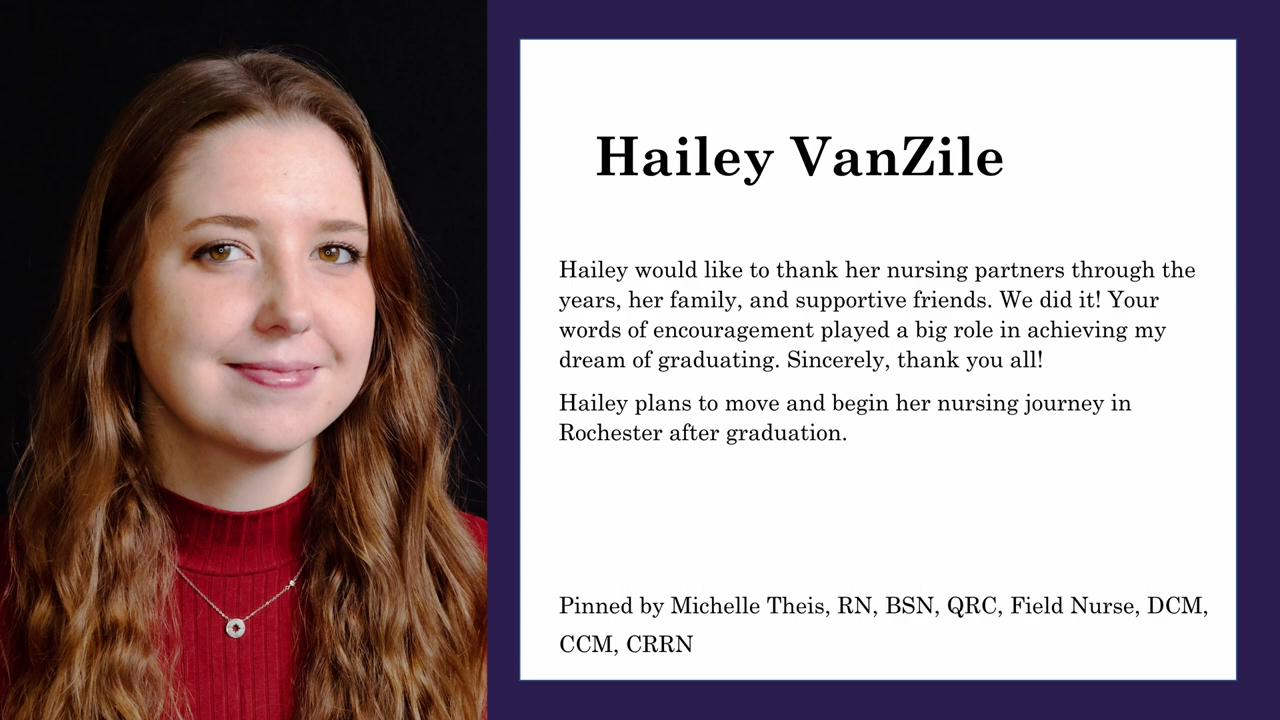 Hailey VanZile
Hailey would like to thank her nursing partners through the
years, her family, and supportive friends. We did it! Your
words of encouragement played a big role in achieving my
dream of graduating. Sincerely, thank you all!
Hailey plans to move and begin her nursing journey in
Rochester after graduation.
Pinned by Michelle Theis, RN, BSN, QRC, Field Nurse, DCM,
CCM, CRRN